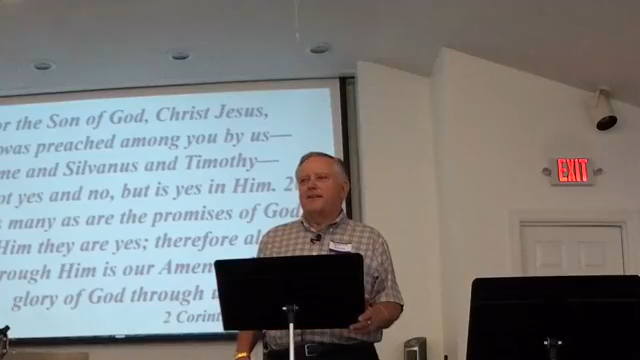 r the Son of God, Christ Jesus,
was preached among you by us—
me and Silvanus and Timothy—
ot yes and no, but is yes in Him. 2
s many as are the promises of God
Him they are yes; therefore al
rough Him is our Amen
glory of God through
2 Corint
EXIT